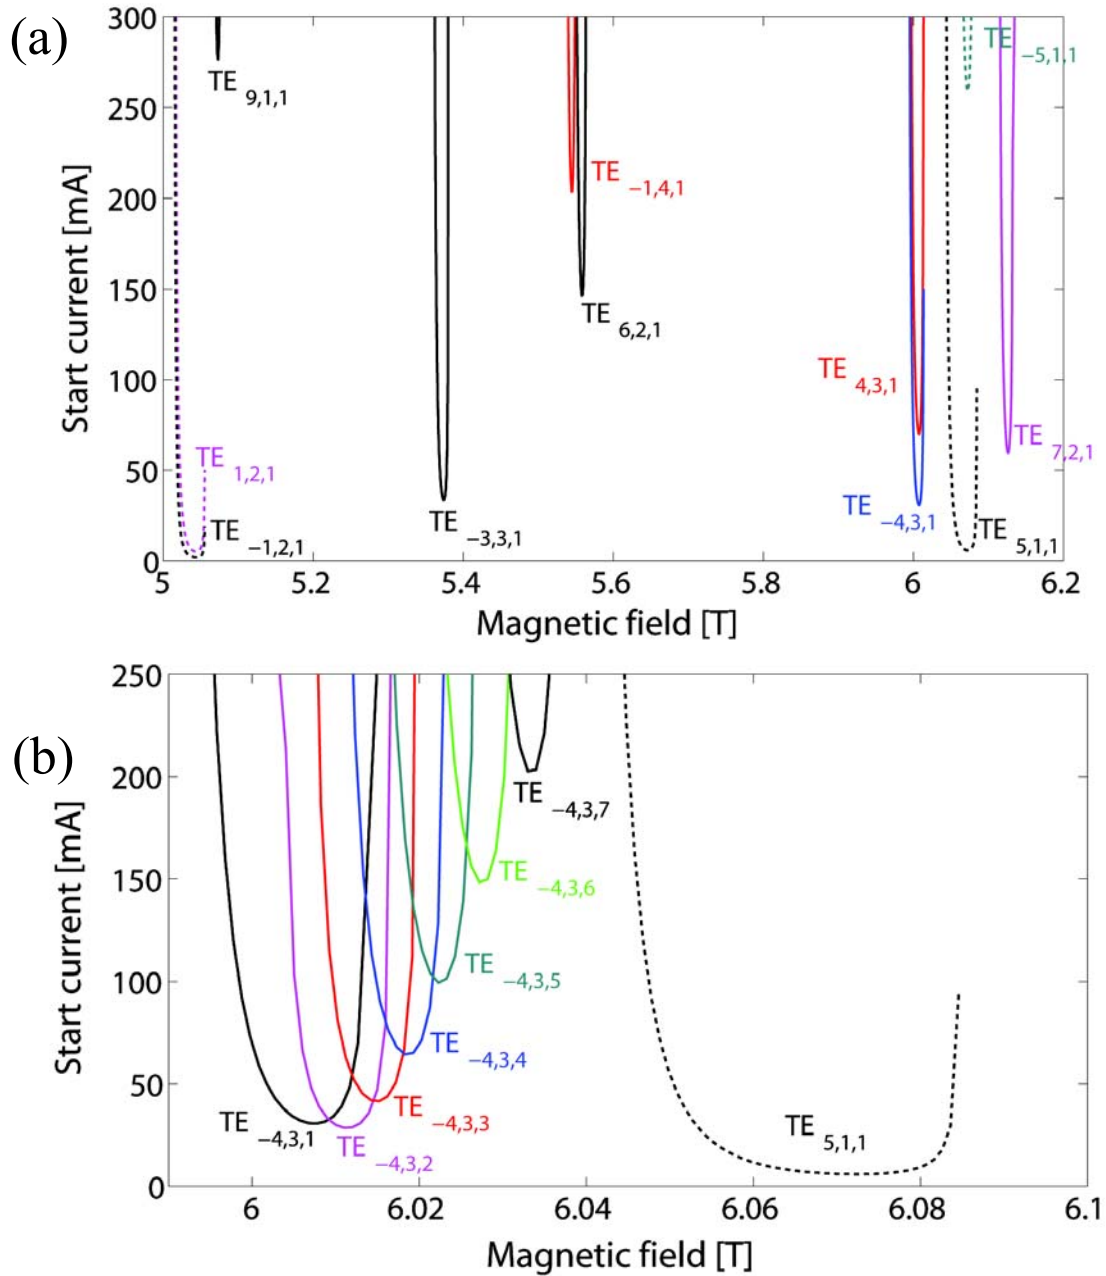 (a)
300
250
200
150
100
50
0
Start current [mA]
TE 9,1,1
TE −5,1,1
TE −1,4,1
TE 6,2,1
TE 4,3,1
TE 7,2,1
TE 1,2,1
TE −1,2,1
TE −3,3,1
TE −4,3,1
TE 5,1,1
5 5.2 5.4 5.6 5.8 6 6.2
Magnetic field [T]
(b)
250
200
150
100
50
0
Start current [mA]
TE −4,3,7
TE −4,3,6
TE −4,3,5
TE −4,3,4
TE −4,3,3
TE −4,3,1
TE −4,3,2
TE 5,1,1
6 6.02 6.04 6.06 6.08 6.1
Magnetic field [T]